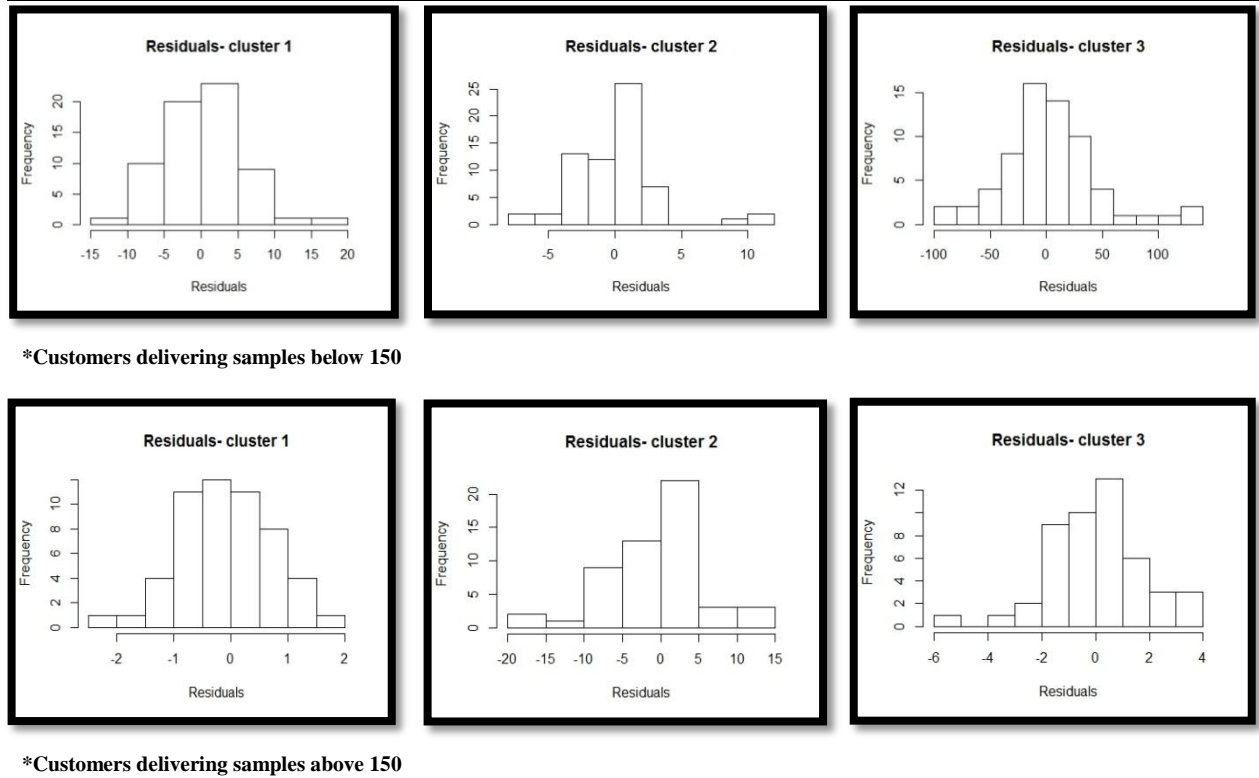 Residuals- cluster 1
Frequency
0 5 10 15 20
-15 -10 -5 0 5 10 15 20
Residuals
Residuals- cluster 2
Frequency
0 5 10 15 20 25
-5 0 5 10
Residuals
Residuals- cluster 3
Frequency
0 5 10 15
-100 -50 0 50 100
Residuals
*Customers delivering samples below 150
Residuals- cluster 1
Frequency
0 2 4 6 8 10
-2 -1 0 1 2
Residuals
Residuals- cluster 2
Frequency
0 5 10 15 20
-20 -15 -10 -5 0 5 10 15
Residuals
Residuals- cluster 3
Frequency
0 2 4 6 8 12
-6 -4 -2 0 2 4
Residuals
*Customers delivering samples above 150